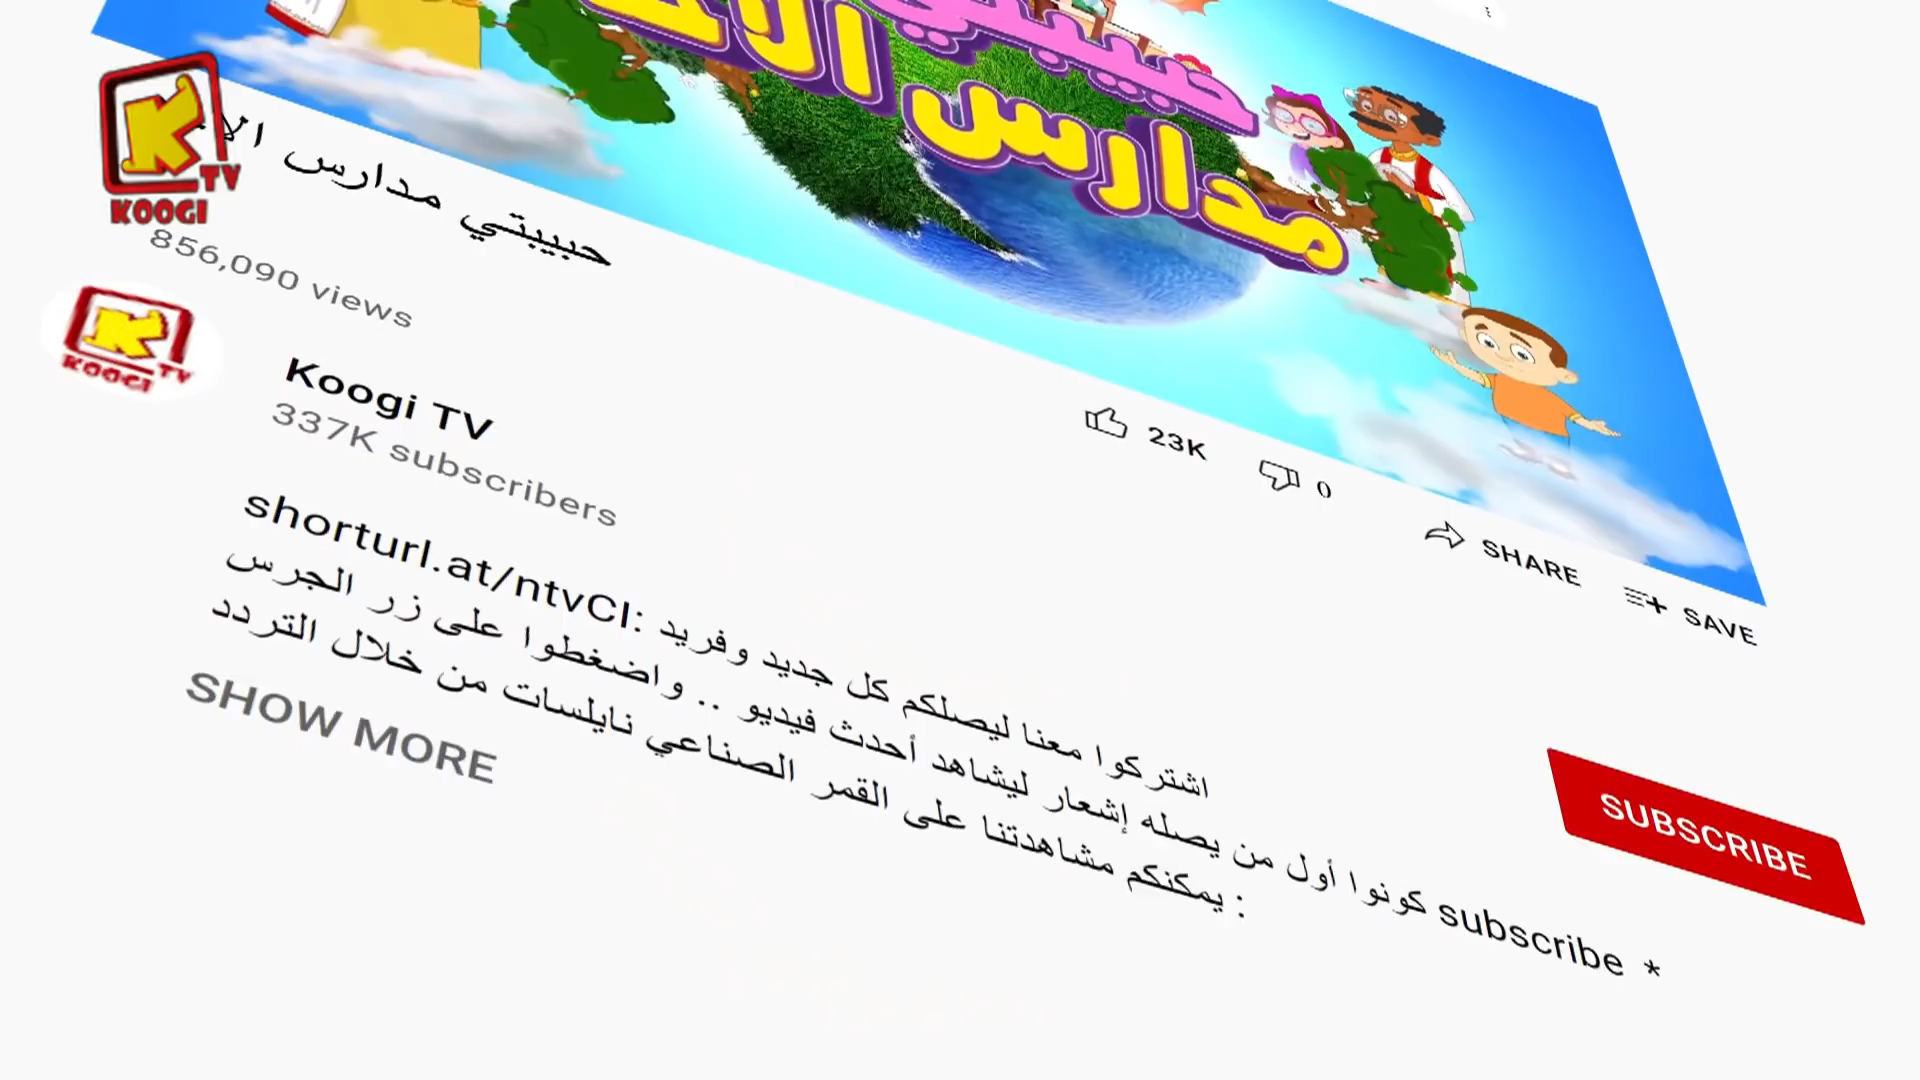 حبيبتي
مدارس
K TV
KOOGI
حبيبتي مدارس
856,090 views
K TV
KOOGI
Koogi TV
337K subscribers
23K
0
SHARE
SAVE
shorturl.at/ntvCI: اشتركوا معنا ليصلكم كل جديد وفريد
* subscribe كونوا أول من يصله إشعار ليشاهد أحدث فيديو .. واضغطوا على زر الجرس
يمكنكم مشاهدتنا على القمر الصناعي نايلسات من خلال التردد :
SHOW MORE
SUBSCRIBE